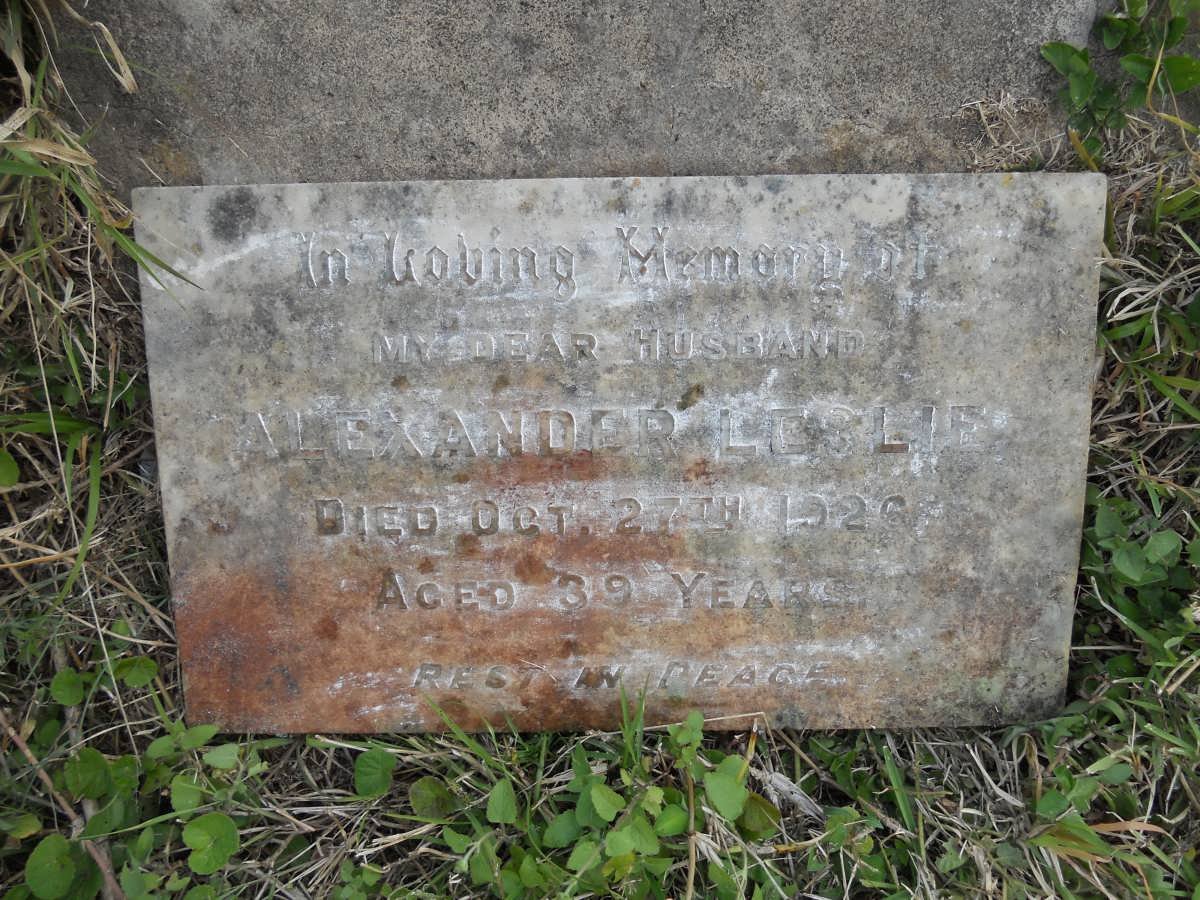 In Loving Memory of
MY DEAR HUSBAND
ALEXANDER LESLIE
DIED OCT. 27TH 1926
AGED 39 YEARS.
REST IN PEACE